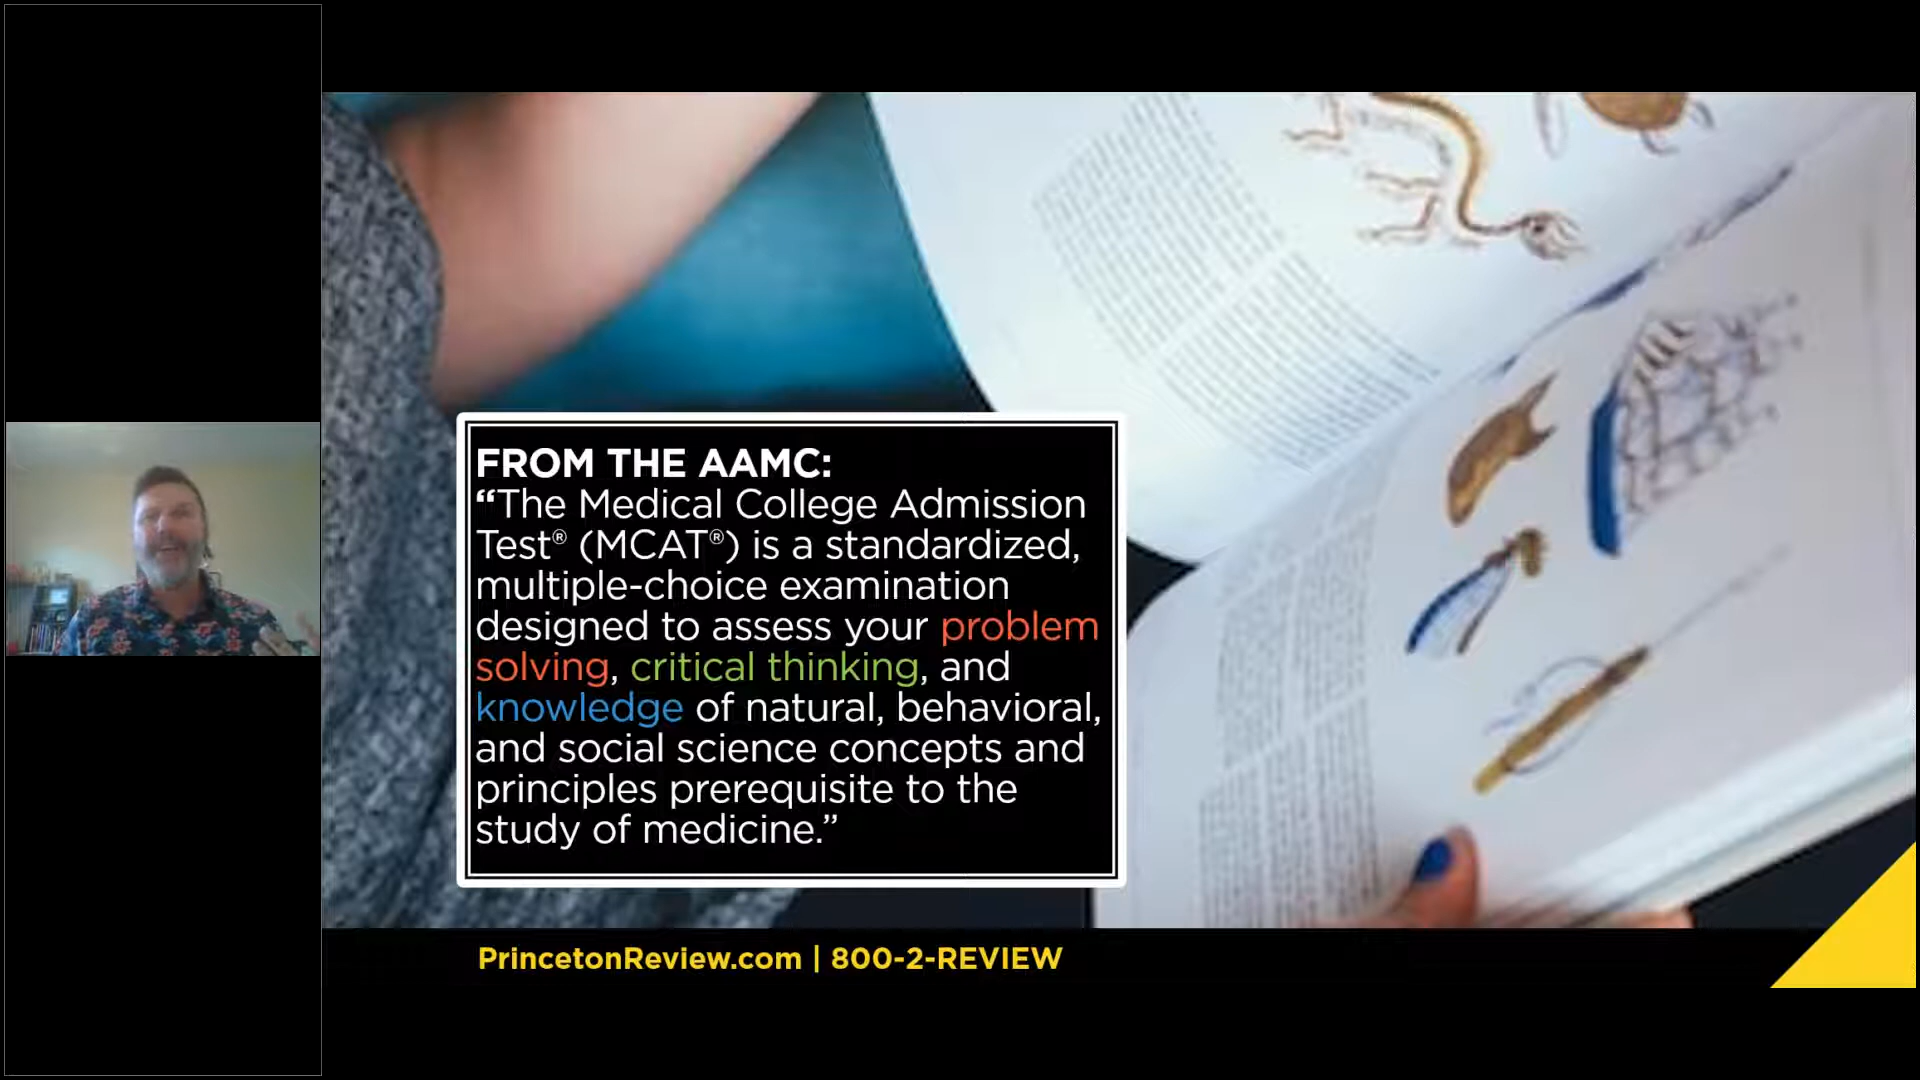 FROM THE AAMC:
“The Medical College Admission
Test® (MCAT®) is a standardized,
multiple-choice examination
designed to assess your problem
solving, critical thinking, and
knowledge of natural, behavioral,
and social science concepts and
principles prerequisite to the
study of medicine.”
PrincetonReview.com | 800-2-REVIEW